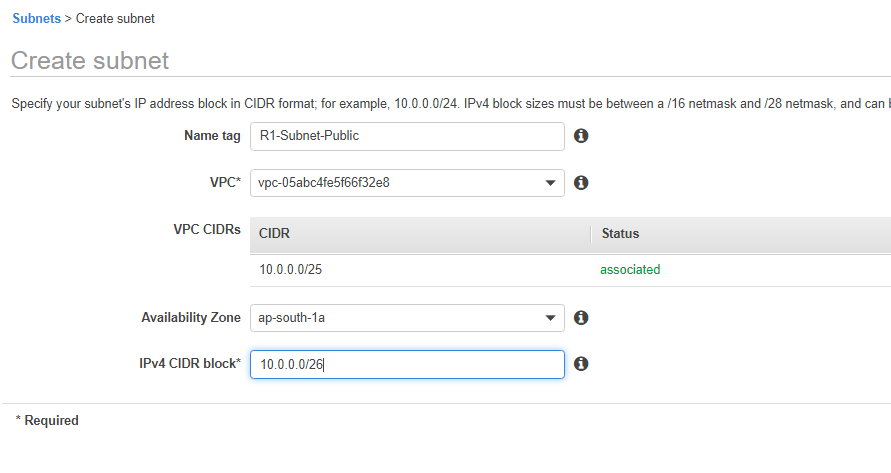 Subnets > Create subnet
Create subnet
Specify your subnet's IP address block in CIDR format; for example, 10.0.0.0/24. IPv4 block sizes must be between a /16 netmask and /28 netmask, and can
Name tag R1-Subnet-Public
VPC* vpc-05abc4fe5f66f32e8
VPC CIDRs CIDR Status
10.0.0.0/25 associated
Availability Zone ap-south-1a
IPv4 CIDR block* 10.0.0.0/26
* Required